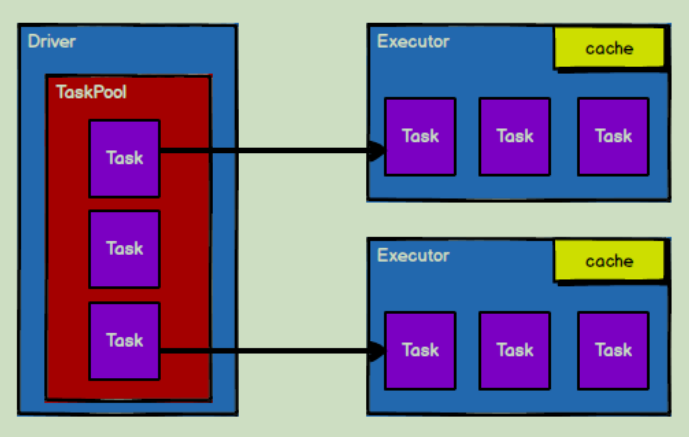 Driver
TaskPool
Task
Task
Task
Executor
cache
Task Task Task
Executor
cache
Task Task Task